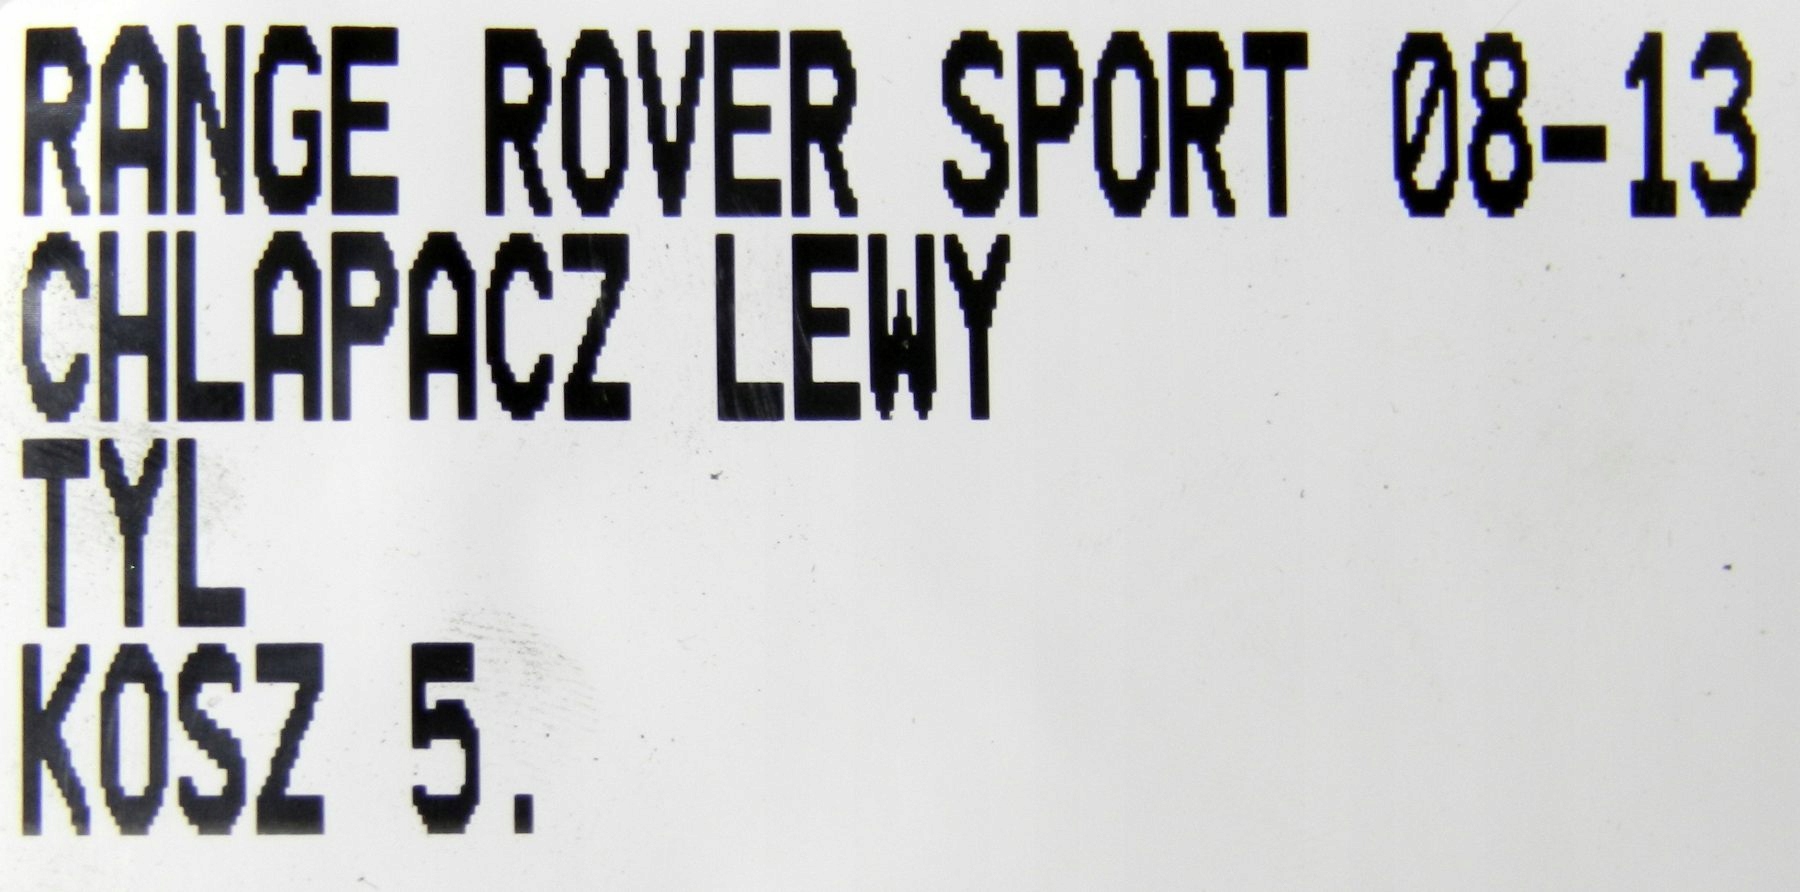 RANGE ROVER SPORT 08-13
CHLAPACZ LEWY
TYL
KOSZ 5.